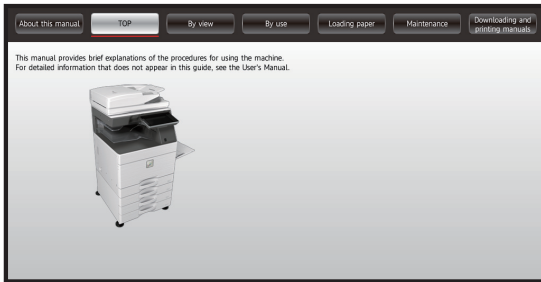 About this manual
TOP
By view
By use
Loading paper
Maintenance
Downloading and
printing manuals
This manual provides brief explanations of the procedures for using the machine.
For detailed information that does not appear in this guide, see the User's Manual.